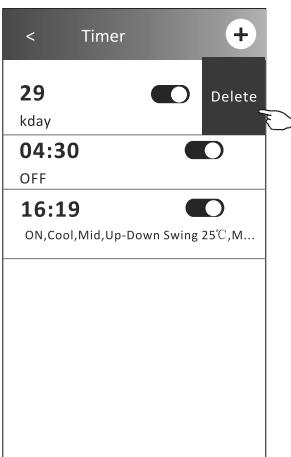 < Timer +
29 Delete
kday
04:30
OFF
16:19
ON,Cool,Mid,Up-Down Swing 25℃,M...